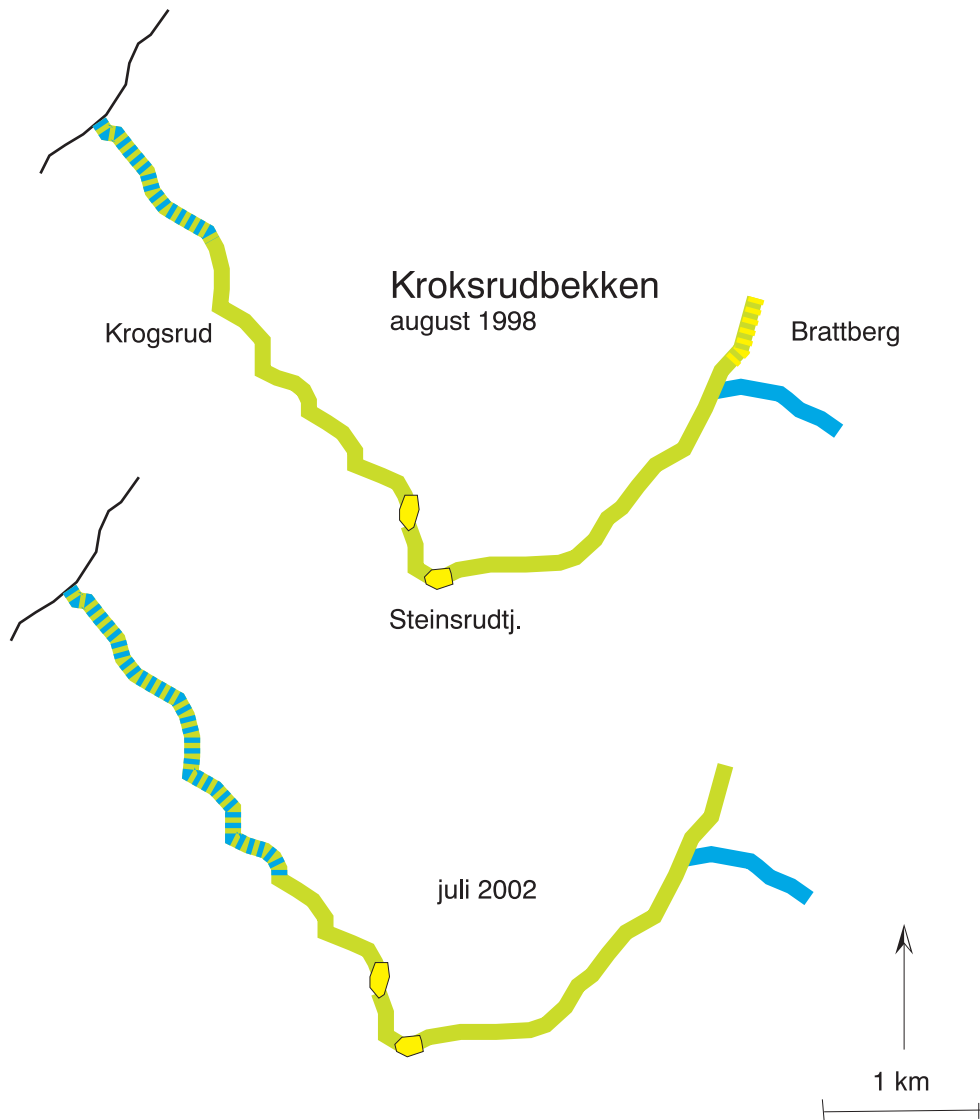 Kroksrudbekken
august 1998
Krogsrud
Brattberg
Steinsrudtj.
juli 2002
1 km